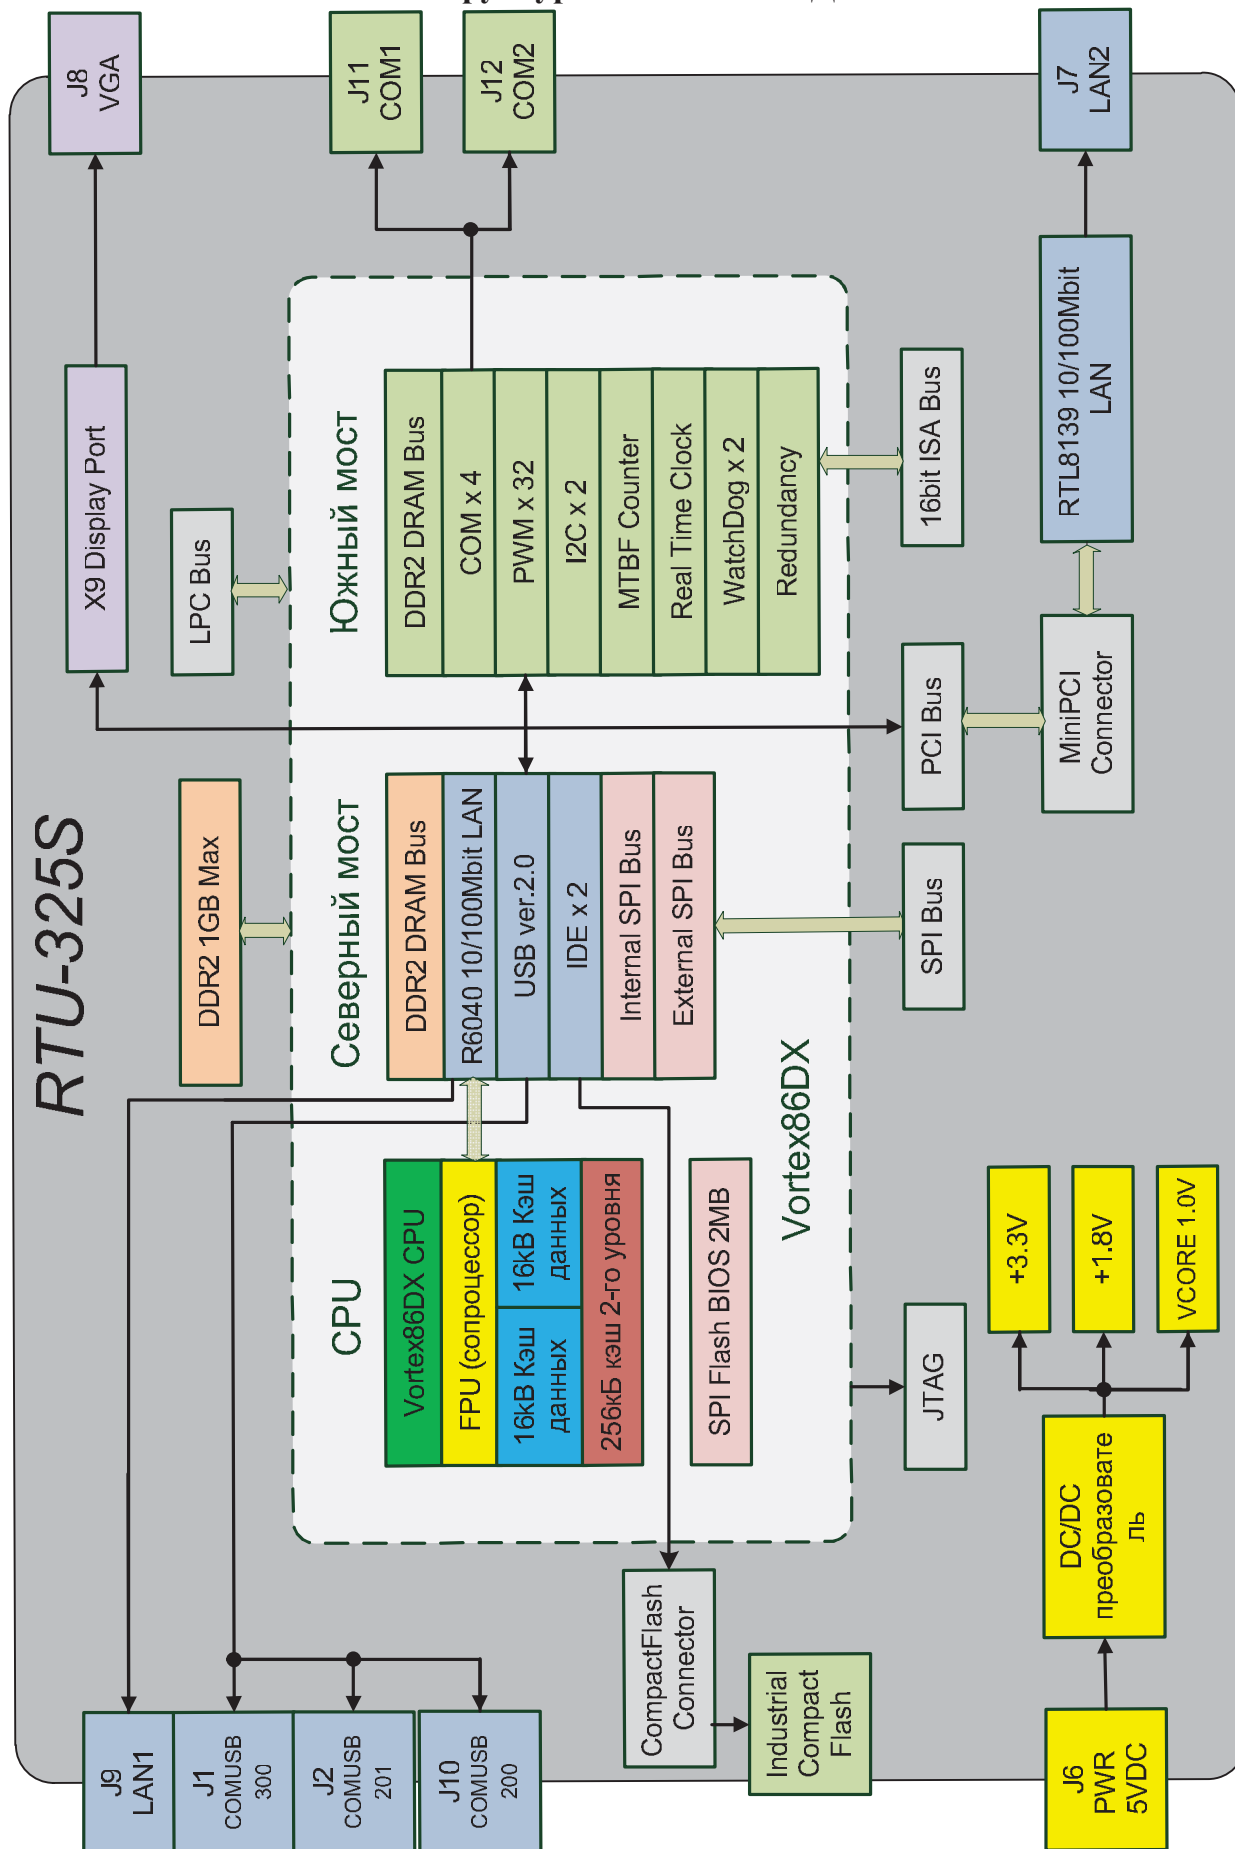 RTU-325S
J8
VGA
J11
COM1
J12
COM2
J7
LAN2
X9 Display Port
LPC Bus
DDR2 1GB Max
Южный мост
DDR2 DRAM Bus
COM x 4
PWM x 32
I2C x 2
MTBF Counter
Real Time Clock
WatchDog x 2
Redundancy
16bit ISA Bus
RTL8139 10/100Mbit
LAN
Северный мост
DDR2 DRAM Bus
R6040 10/100Mbit LAN
USB ver.2.0
IDE x 2
Internal SPI Bus
External SPI Bus
PCI Bus
MiniPCI
Connector
SPI Bus
CPU
Vortex86DX CPU
FPU (сопроцессор)
16kB Кэш
данных
16kB Кэш
данных
256кБ кэш 2-го уровня
SPI Flash BIOS 2MB
Vortex86DX
JTAG
+3.3V
+1.8V
VCORE 1.0V
DC/DC
преобразовате
ль
J6
PWR
5VDC
CompactFlash
Connector
Industrial
Compact
Flash
J9
LAN1
J1
COMUSB
300
J2
COMUSB
201
J10
COMUSB
200